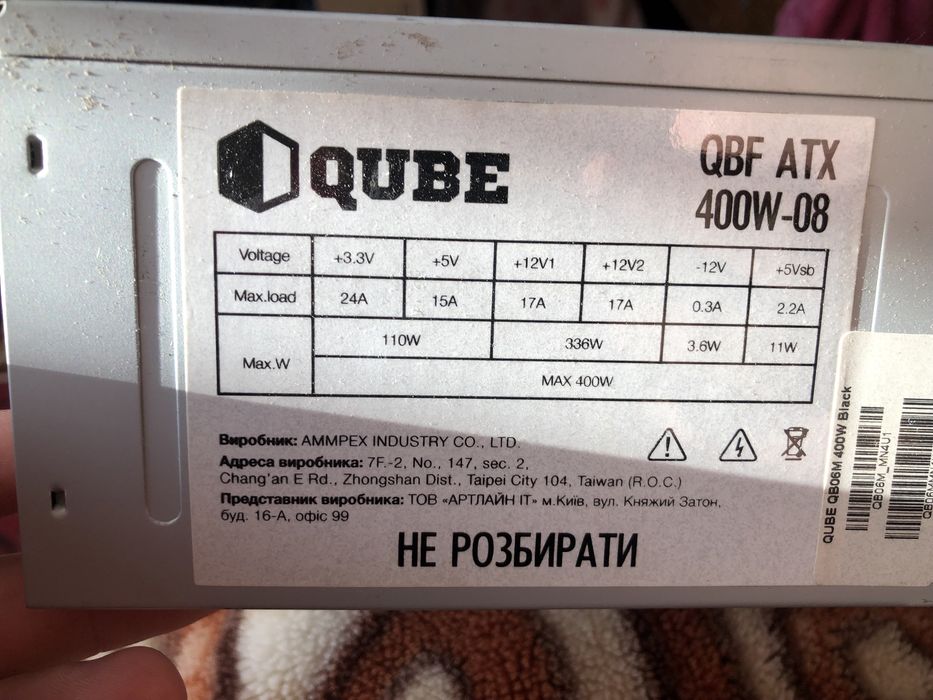 QUBE
QBF ATX
400W-08
Voltage +3.3V +5V +12V1 +12V2 -12V +5Vsb
Max.load 24A 15A 17A 17A 0.3A 2.2A
Max.W 110W 336W 3.6W 11W
MAX 400W
Виробник: AMMPEX INDUSTRY CO., LTD.
Адреса виробника: 7F.-2, No., 147, sec. 2,
Chang'an E Rd., Zhongshan Dist., Taipei City 104, Taiwan (R.O.C.)
Представник виробника: ТОВ «АРТЛАЙН ІТ» м.Київ, вул. Княжий Затон,
буд. 16-А, офіс 99
НЕ РОЗБИРАТИ
QUBE QB06M 400W Black
QB06M_MN4U1